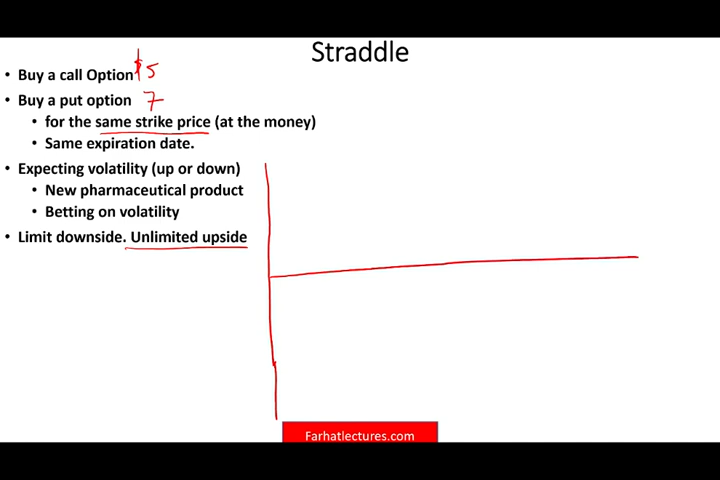 Straddle
• Buy a call Option $5
• Buy a put option 7
• for the same strike price (at the money)
• Same expiration date.
• Expecting volatility (up or down)
• New pharmaceutical product
• Betting on volatility
• Limit downside. Unlimited upside
Farhatlectures.com